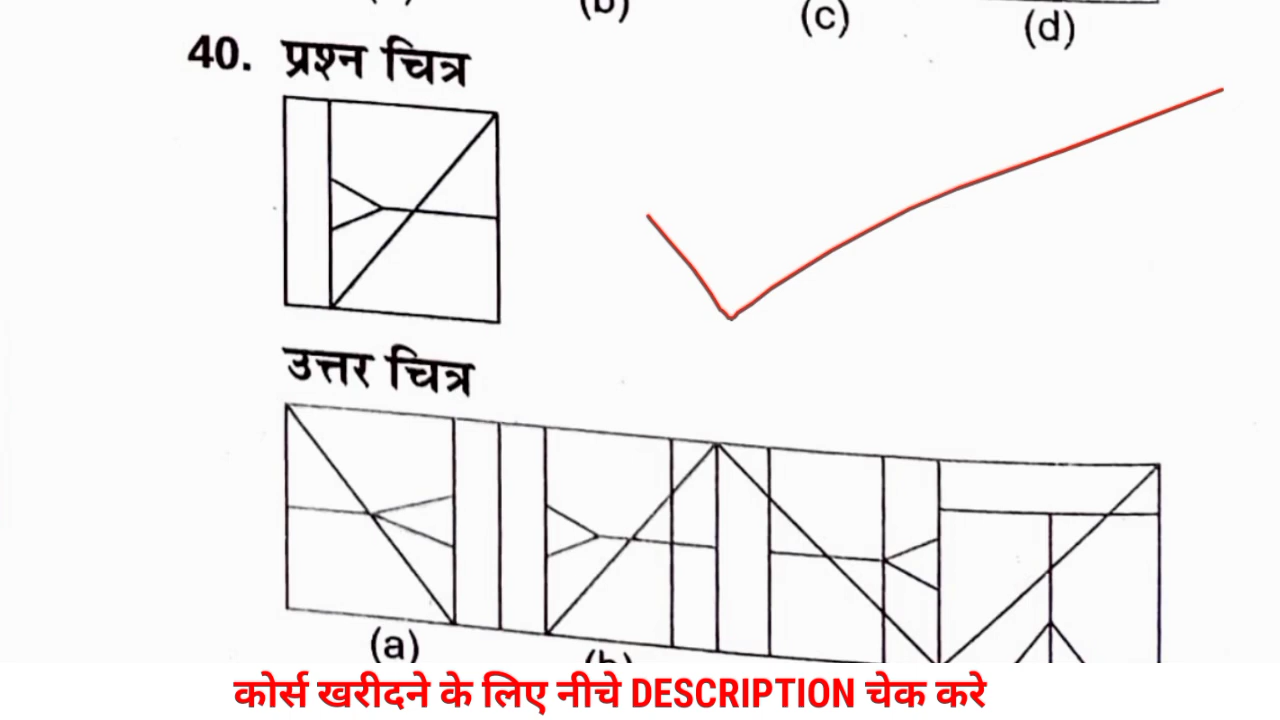 (b) (c) (d)
40. प्रश्न चित्र
उत्तर चित्र
(a) (b)
कोर्स खरीदने के लिए नीचे DESCRIPTION चेक करे